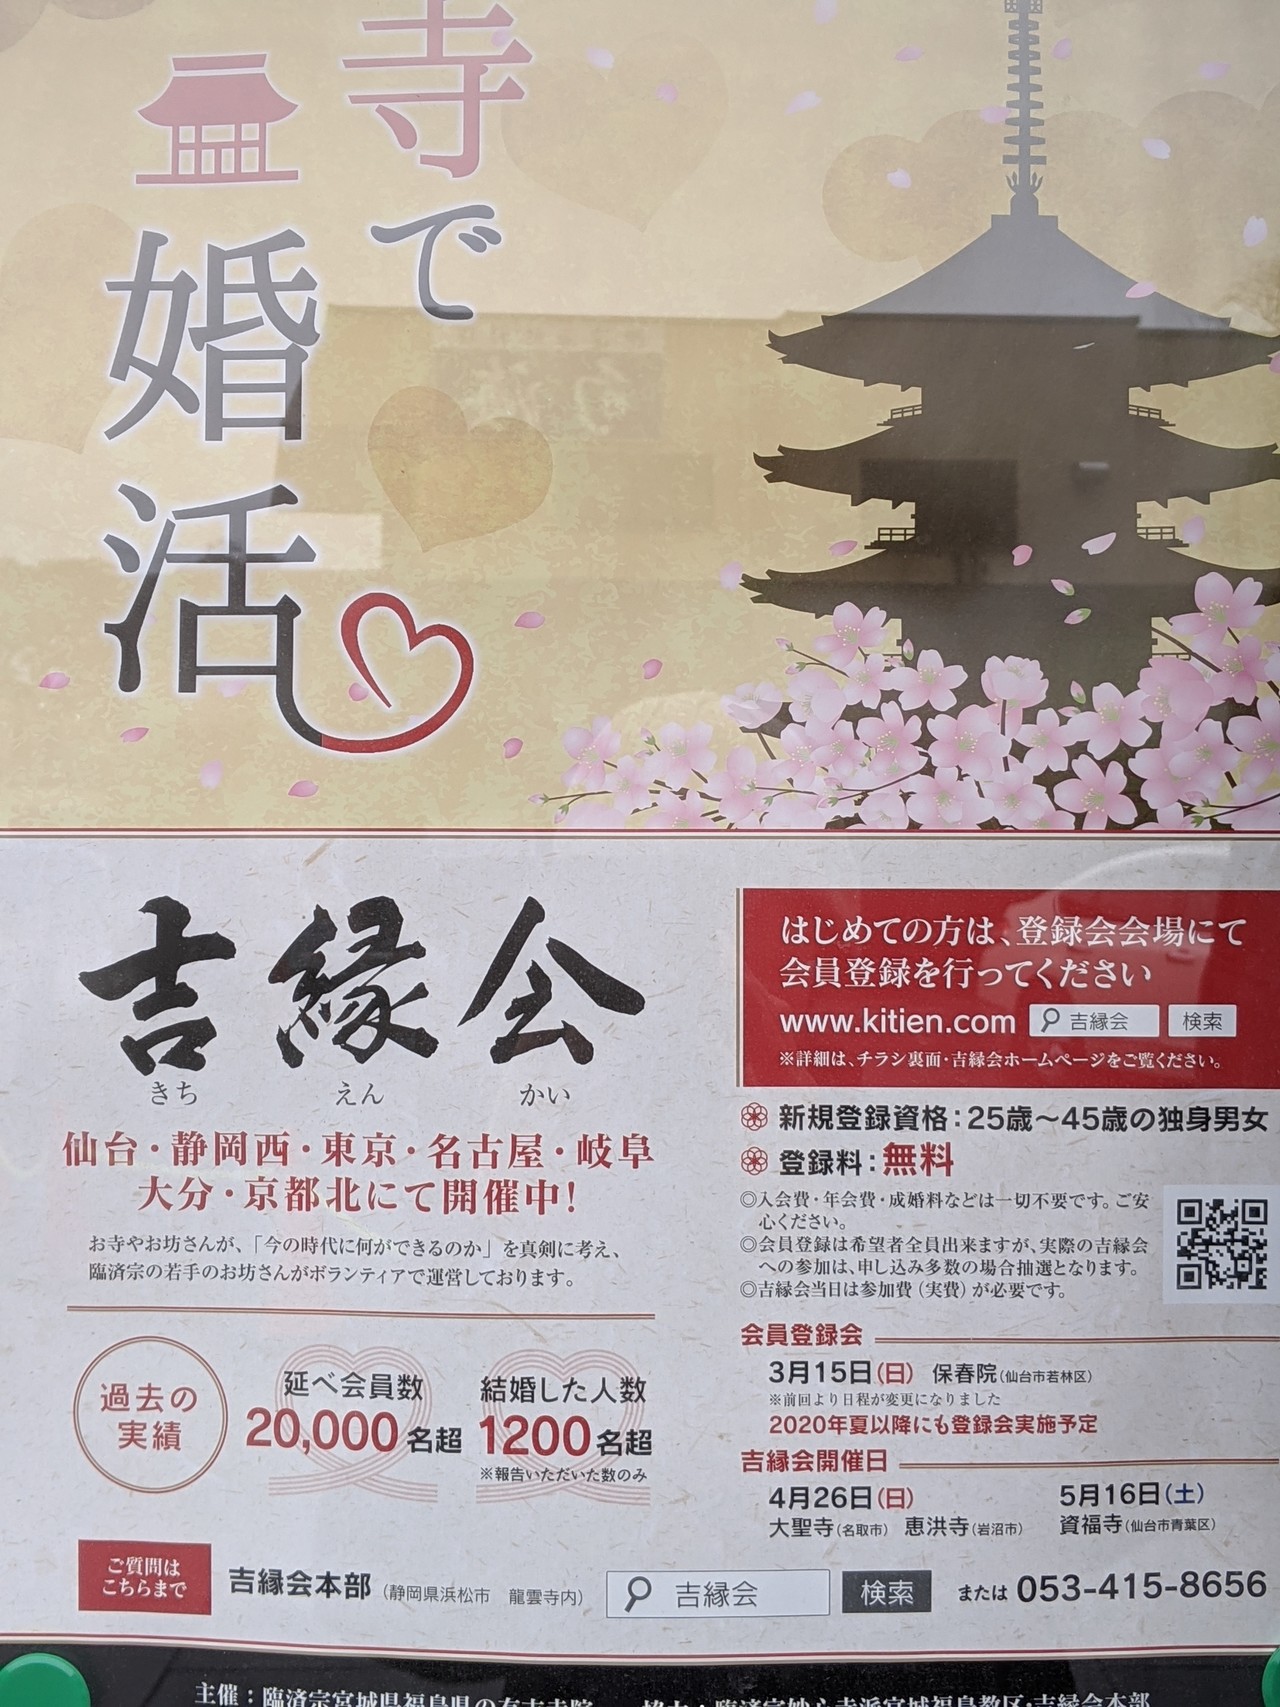 寺で
婚活
吉縁会
きち えん かい
仙台・静岡西・東京・名古屋・岐阜
大分・京都北にて開催中!
お寺やお坊さんが、「今の時代に何ができるのか」を真剣に考え、
臨済宗の若手のお坊さんがボランティアで運営しております。
過去の
実績
延べ会員数
20,000名超
結婚した人数
1200名超
※報告いただいた数のみ
はじめての方は、登録会会場にて
会員登録を行ってください
www.kitien.com 吉縁会 検索
※詳細は、チラシ裏面・吉縁会ホームページをご覧ください。
新規登録資格：25歳〜45歳の独身男女
登録料：無料
◎入会費・年会費・成婚料などは一切不要です。ご安
心ください。
◎会員登録は希望者全員出来ますが、実際の吉縁会
への参加は、申し込み多数の場合抽選となります。
◎吉縁会当日は参加費（実費）が必要です。
会員登録会
3月15日(日) 保春院(仙台市若林区)
※前回より日程が変更になりました
2020年夏以降にも登録会実施予定
吉縁会開催日
4月26日(日)
大聖寺(名取市) 恵洪寺(岩沼市)
5月16日(土)
資福寺(仙台市青葉区)
ご質問は
こちらまで
吉縁会本部（静岡県浜松市 龍雲寺内） 吉縁会 検索 または 053-415-8656
主催：臨済宗宮城県福島県の有志寺院 協力：臨済宗妙心寺派宮城福島教区・吉縁会本部